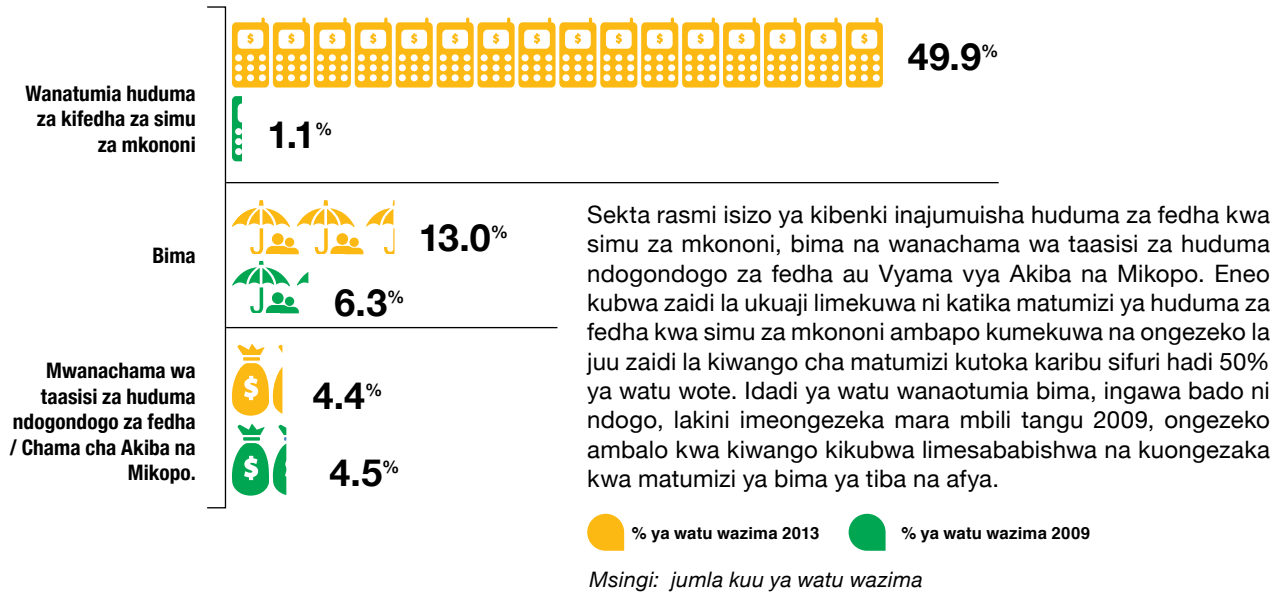 Wanatumia huduma
za kifedha za simu
za mkononi
49.9%
1.1%
Bima
13.0%
6.3%
Mwanachama wa
taasisi za huduma
ndogondogo za fedha
/ Chama cha Akiba na
Mikopo.
4.4%
4.5%
Sekta rasmi isizo ya kibenki inajumuisha huduma za fedha kwa
simu za mkononi, bima na wanachama wa taasisi za huduma
ndogondogo za fedha au Vyama vya Akiba na Mikopo. Eneo
kubwa zaidi la ukuaji limekuwa ni katika matumizi ya huduma za
fedha kwa simu za mkononi ambapo kumekuwa na ongezeko la
juu zaidi la kiwango cha matumizi kutoka karibu sifuri hadi 50%
ya watu wote. Idadi ya watu wanaotumia bima, ingawa bado ni
ndogo, lakini imeongezeka mara mbili tangu 2009, ongezeko
ambalo kwa kiwango kikubwa limesababishwa na kuongezaka
kwa matumizi ya bima ya tiba na afya.
% ya watu wazima 2013
% ya watu wazima 2009
Msingi: jumla kuu ya watu wazima